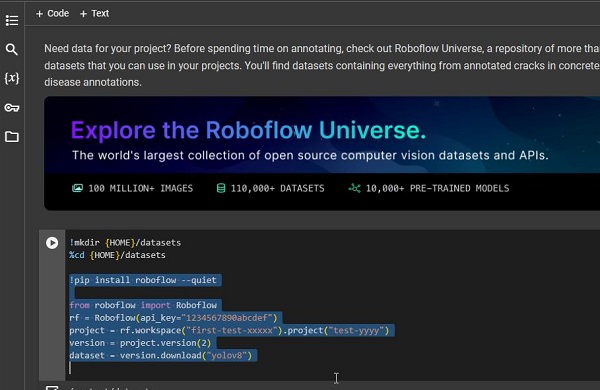 + Code + Text
Need data for your project? Before spending time on annotating, check out Roboflow Universe, a repository of more tha
datasets that you can use in your projects. You'll find datasets containing everything from annotated cracks in concrete
disease annotations.
Explore the Roboflow Universe.
The world's largest collection of open source computer vision datasets and APIs.
100 MILLION+ IMAGES 110,000+ DATASETS 10,000+ PRE-TRAINED MODELS
{x}
!mkdir {HOME}/datasets
%cd {HOME}/datasets
!pip install roboflow --quiet
from roboflow import Roboflow
rf = Roboflow(api_key="1234567890abcdef")
project = rf.workspace("first-test-xxxxx").project("test-yyyy")
version = project.version(2)
dataset = version.download("yolov8")